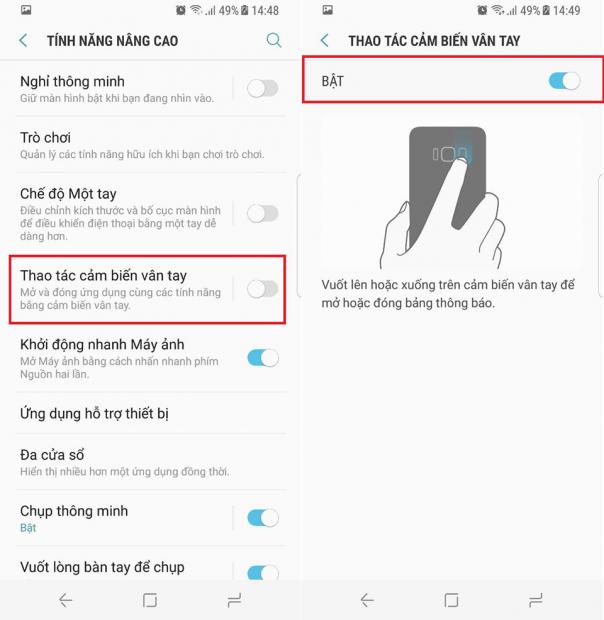 49% 14:48
TÍNH NĂNG NÂNG CAO
Nghỉ thông minh
Giữ màn hình bật khi bạn đang nhìn vào.
Trò chơi
Quản lý các tính năng hữu ích khi bạn chơi trò chơi.
Chế độ Một tay
Điều chỉnh kích thước và bố cục màn hình
để điều khiển điện thoại bằng một tay dễ
dàng hơn.
Thao tác cảm biến vân tay
Mở và đóng ứng dụng cùng các tính năng
bằng cảm biến vân tay.
Khởi động nhanh Máy ảnh
Mở Máy ảnh bằng cách nhấn nhanh phím
Nguồn hai lần.
Ứng dụng hỗ trợ thiết bị
Đa cửa sổ
Hiển thị nhiều hơn một ứng dụng đồng thời.
Chụp thông minh
Bật
Vuốt lòng bàn tay để chụp
49% 14:49
THAO TÁC CẢM BIẾN VÂN TAY
BẬT
Vuốt lên hoặc xuống trên cảm biến vân tay để
mở hoặc đóng bảng thông báo.